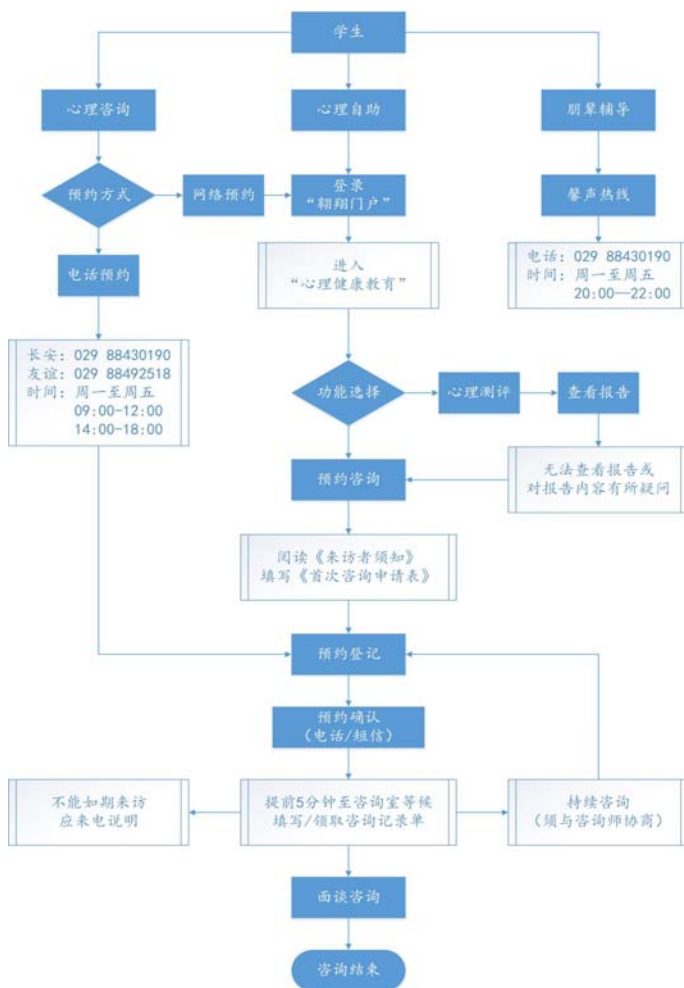 学生
心理咨询
心理自助
朋辈辅导
预约方式
网络预约
登录
“翱翔门户”
馨声热线
电话预约
进入
“心理健康教育”
电话：029 88430190
时间：周一至周五
20:00—22:00
长安：029 88430190
友谊：029 88492518
时间：周一至周五
09:00-12:00
14:00-18:00
功能选择
心理测评
查看报告
预约咨询
无法查看报告或
对报告内容有所疑问
阅读《来访者须知》
填写《首次咨询申请表》
预约登记
预约确认
（电话/短信）
不能如期来访
应来电说明
提前5分钟至咨询室等候
填写/领取咨询记录单
持续咨询
（须与咨询师协商）
面谈咨询
咨询结束